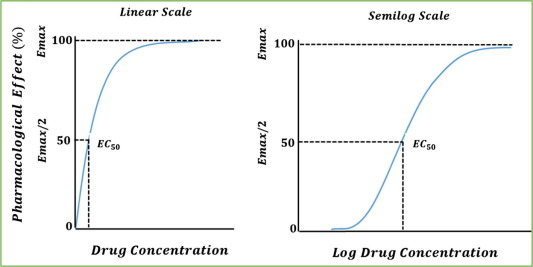 Linear Scale
Semilog Scale
Pharmacological Effect (%)
Emax
100
Emax/2
50
EC₅₀
0
Drug Concentration
Emax
100
Emax/2
50
EC₅₀
0
Log Drug Concentration